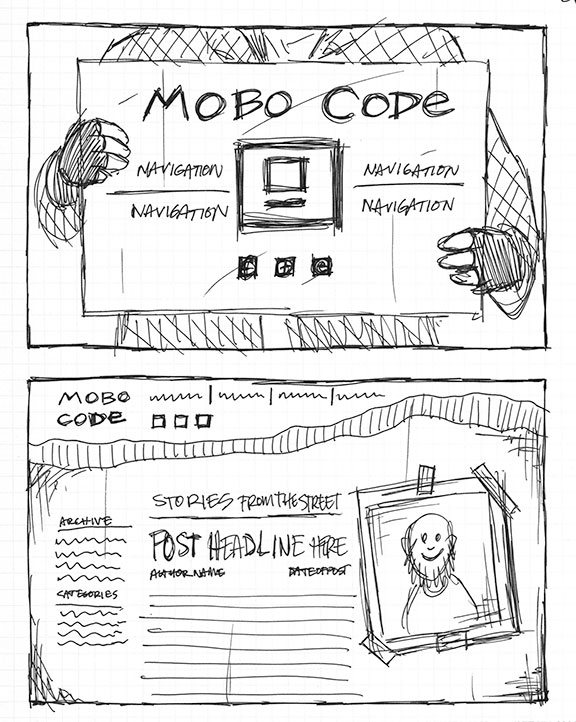 MOBO CODE
NAVIGATION
NAVIGATION
NAVIGATION
NAVIGATION
MOBO
CODE
STORIES FROM THE STREET
POST HEADLINE HERE
AUTHOR NAME DATE OF POST
ARCHIVE
CATEGORIES